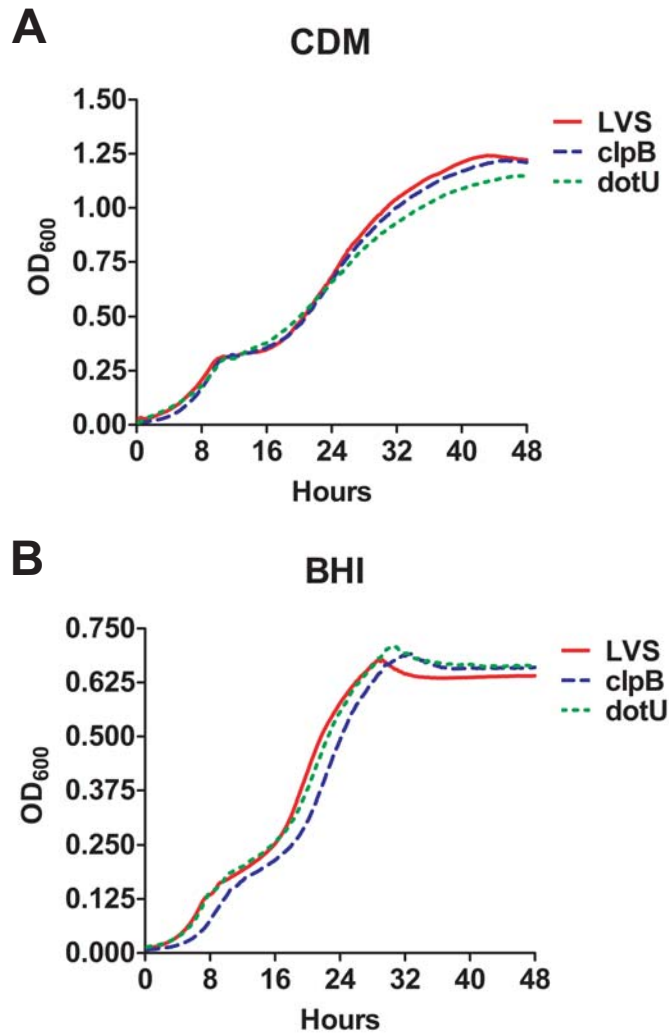 A
CDM
1.50
1.25
1.00
0.75
0.50
0.25
0.00
OD600
0 8 16 24 32 40 48
Hours
LVS
clpB
dotU
B
BHI
0.750
0.625
0.500
0.375
0.250
0.125
0.000
OD600
0 8 16 24 32 40 48
Hours
LVS
clpB
dotU